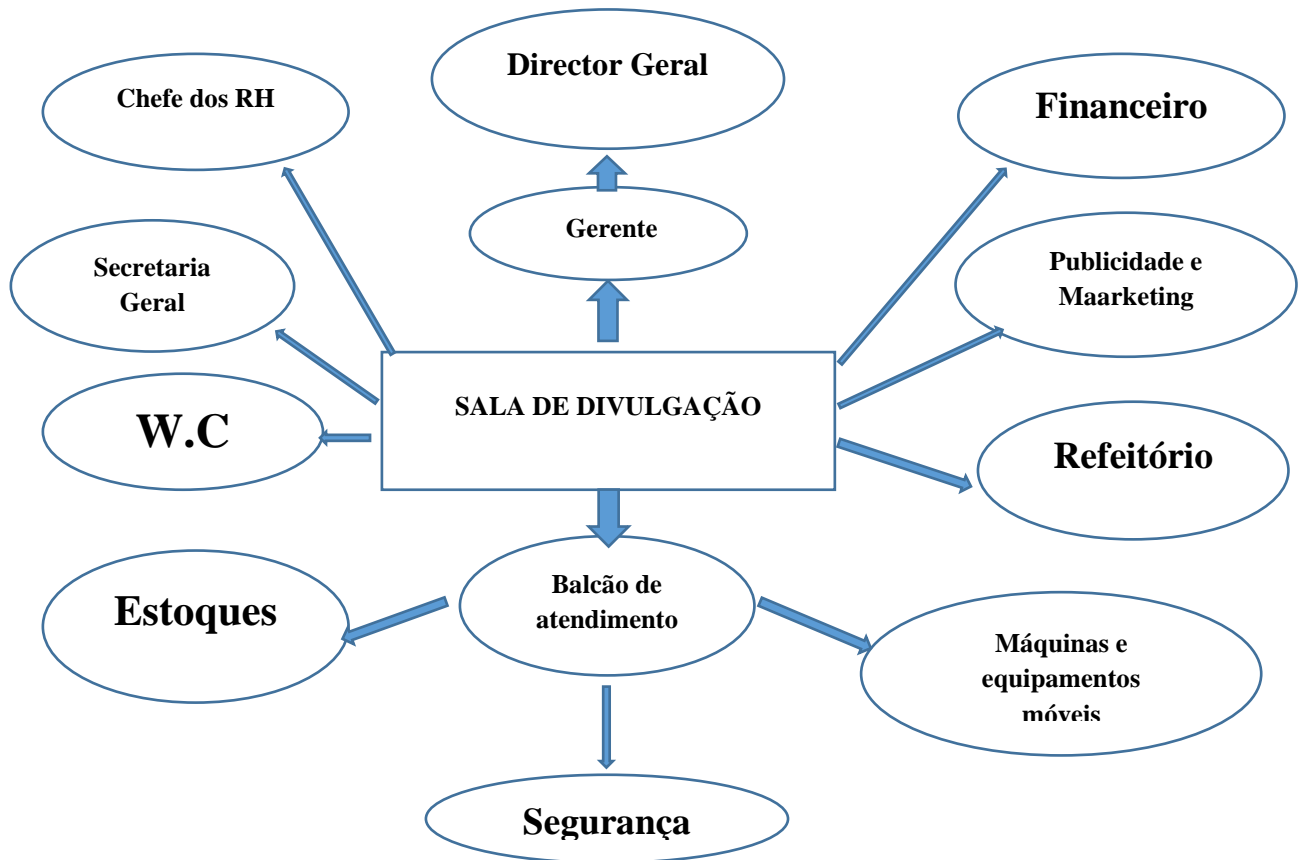 Director Geral
Chefe dos RH
Financeiro
Gerente
Secretaria
Geral
Publicidade e
Maarketing
SALA DE DIVULGAÇÃO
W.C
Refeitório
Estoques
Balcão de
atendimento
Máquinas e
equipamentos
móveis
Segurança